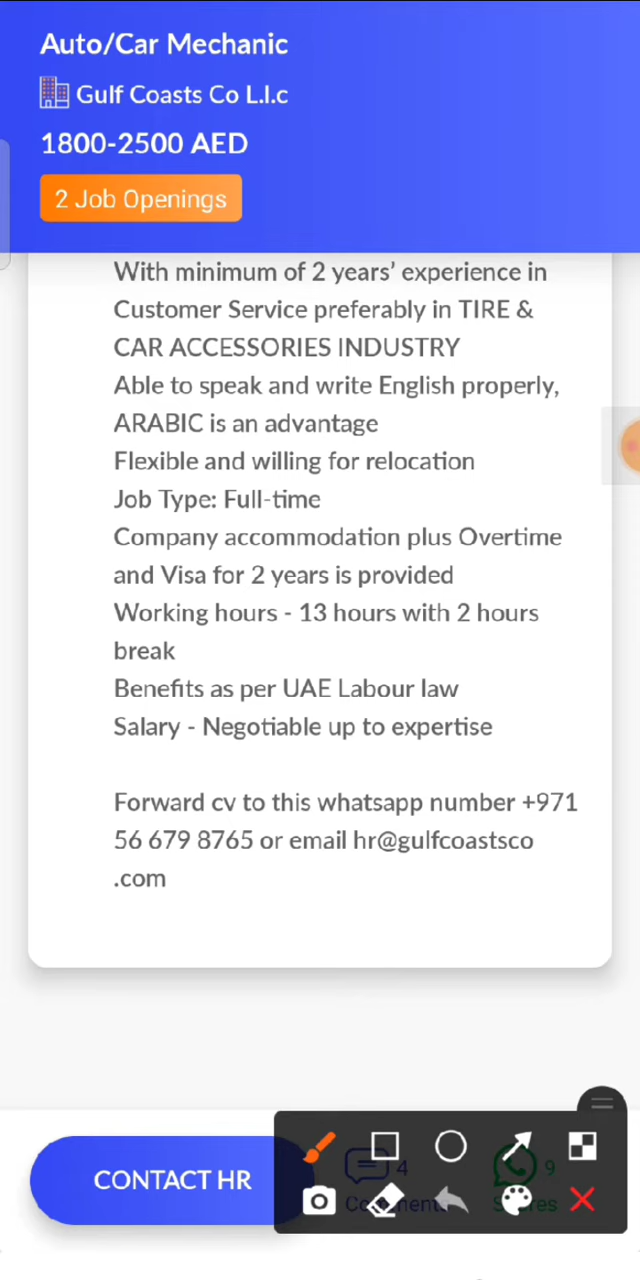 Auto/Car Mechanic
Gulf Coasts Co L.l.c
1800-2500 AED
2 Job Openings
With minimum of 2 years’ experience in
Customer Service preferably in TIRE &
CAR ACCESSORIES INDUSTRY
Able to speak and write English properly,
ARABIC is an advantage
Flexible and willing for relocation
Job Type: Full-time
Company accommodation plus Overtime
and Visa for 2 years is provided
Working hours - 13 hours with 2 hours
break
Benefits as per UAE Labour law
Salary - Negotiable up to expertise
Forward cv to this whatsapp number +971
56 679 8765 or email hr@gulfcoastsco
.com
CONTACT HR
4
9